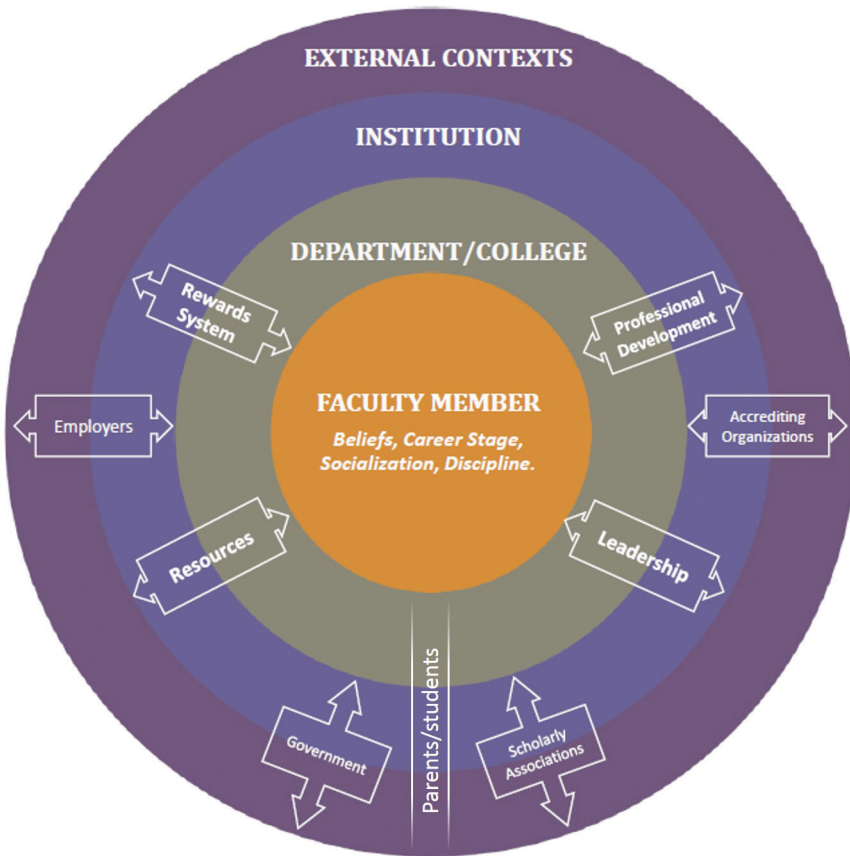 EXTERNAL CONTEXTS
INSTITUTION
DEPARTMENT/COLLEGE
Rewards
System
Professional
Development
FACULTY MEMBER
Beliefs, Career Stage,
Socialization, Discipline.
Employers
Accrediting
Organizations
Resources
Leadership
Government
Parents/students
Scholarly
Associations